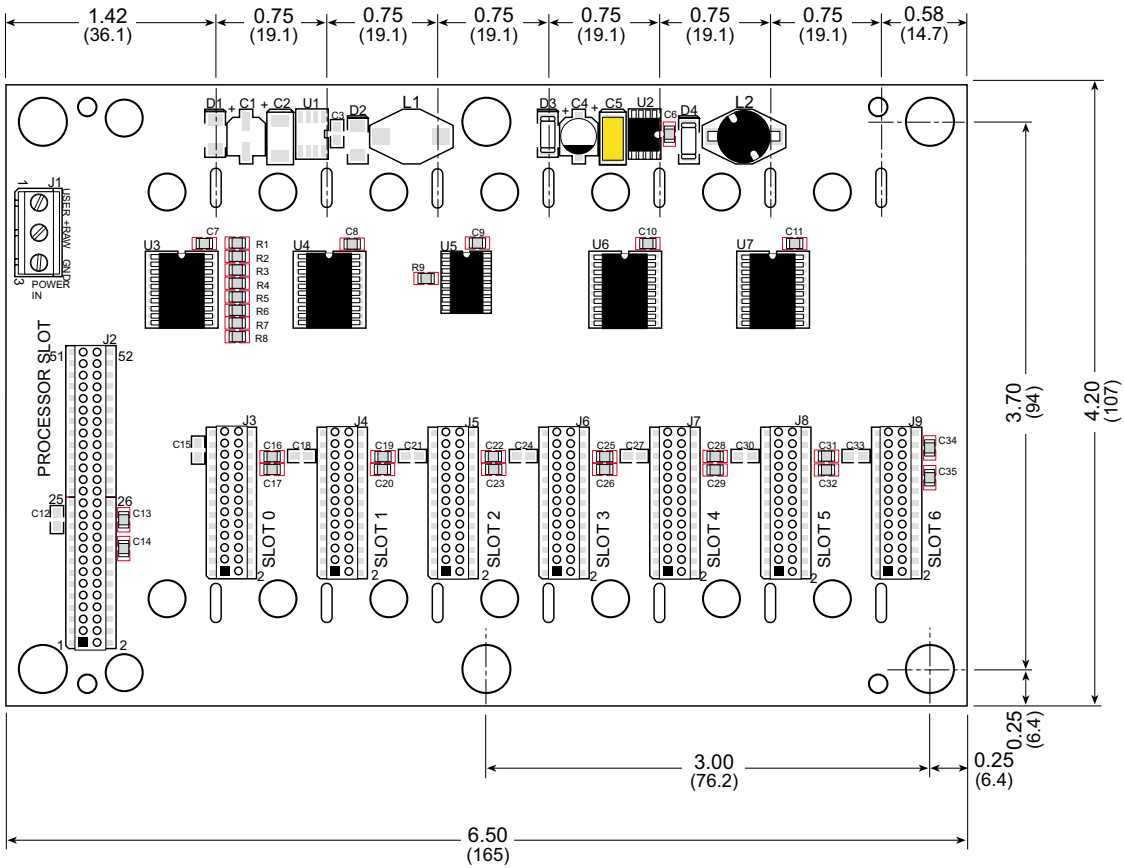 1.42 0.75 0.75 0.75 0.75 0.75 0.75 0.58
(36.1) (19.1) (19.1) (19.1) (19.1) (19.1) (19.1) (14.7)
D1 + C1 + C2 U1 C3 D2 L1 D3 + C4 + C5 U2 C6 D4 L2
1 J1
USER +RAW GND
3 POWER
IN
U3 C7 R1 U4 C8 U5 C9 U6 C10 U7 C11
R2
R3
R9
R4
R5
R6
R7
R8
J2
51 52
PROCESSOR SLOT
25 26
C12 C13
C14
1 2
J3 J4 J5 J6 J7 J8 J9
C15 C16 C18 C19 C21 C22 C24 C25 C27 C28 C30 C31 C33 C34
C17 C20 C23 C26 C29 C32 C35
SLOT 0 SLOT 1 SLOT 2 SLOT 3 SLOT 4 SLOT 5 SLOT 6
2 2 2 2 2 2 2
3.70
(94)
4.20
(107)
0.25
(6.4)
3.00
(76.2)
0.25
(6.4)
6.50
(165)